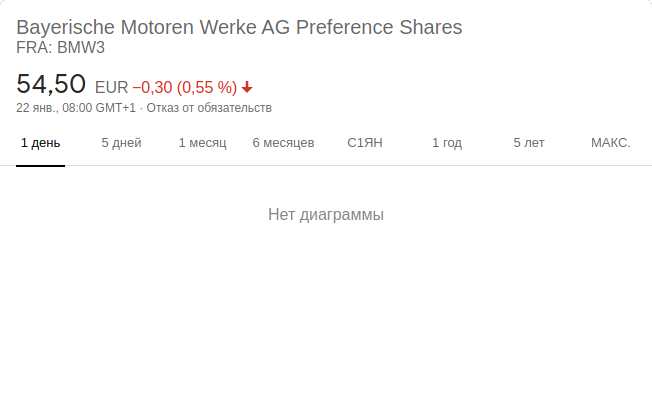 Bayerische Motoren Werke AG Preference Shares
FRA: BMW3
54,50 EUR −0,30 (0,55 %)
22 янв., 08:00 GMT+1 · Отказ от обязательств
1 день 5 дней 1 месяц 6 месяцев С1ЯН 1 год 5 лет МАКС.
Нет диаграммы